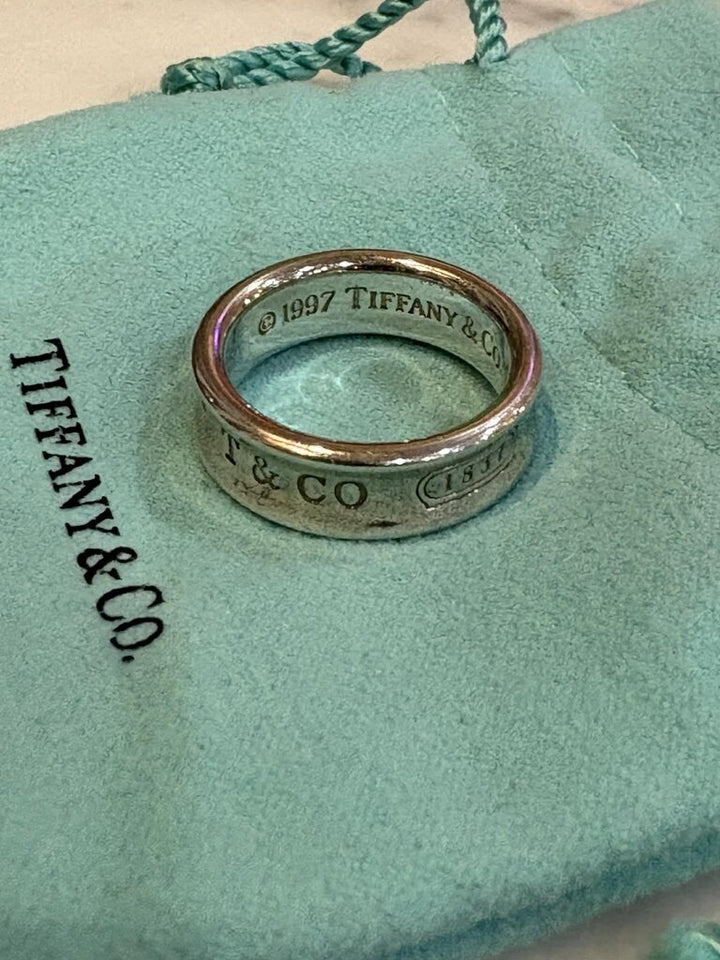 © 1997 TIFFANY & CO
T & CO 1837
TIFFANY & CO.